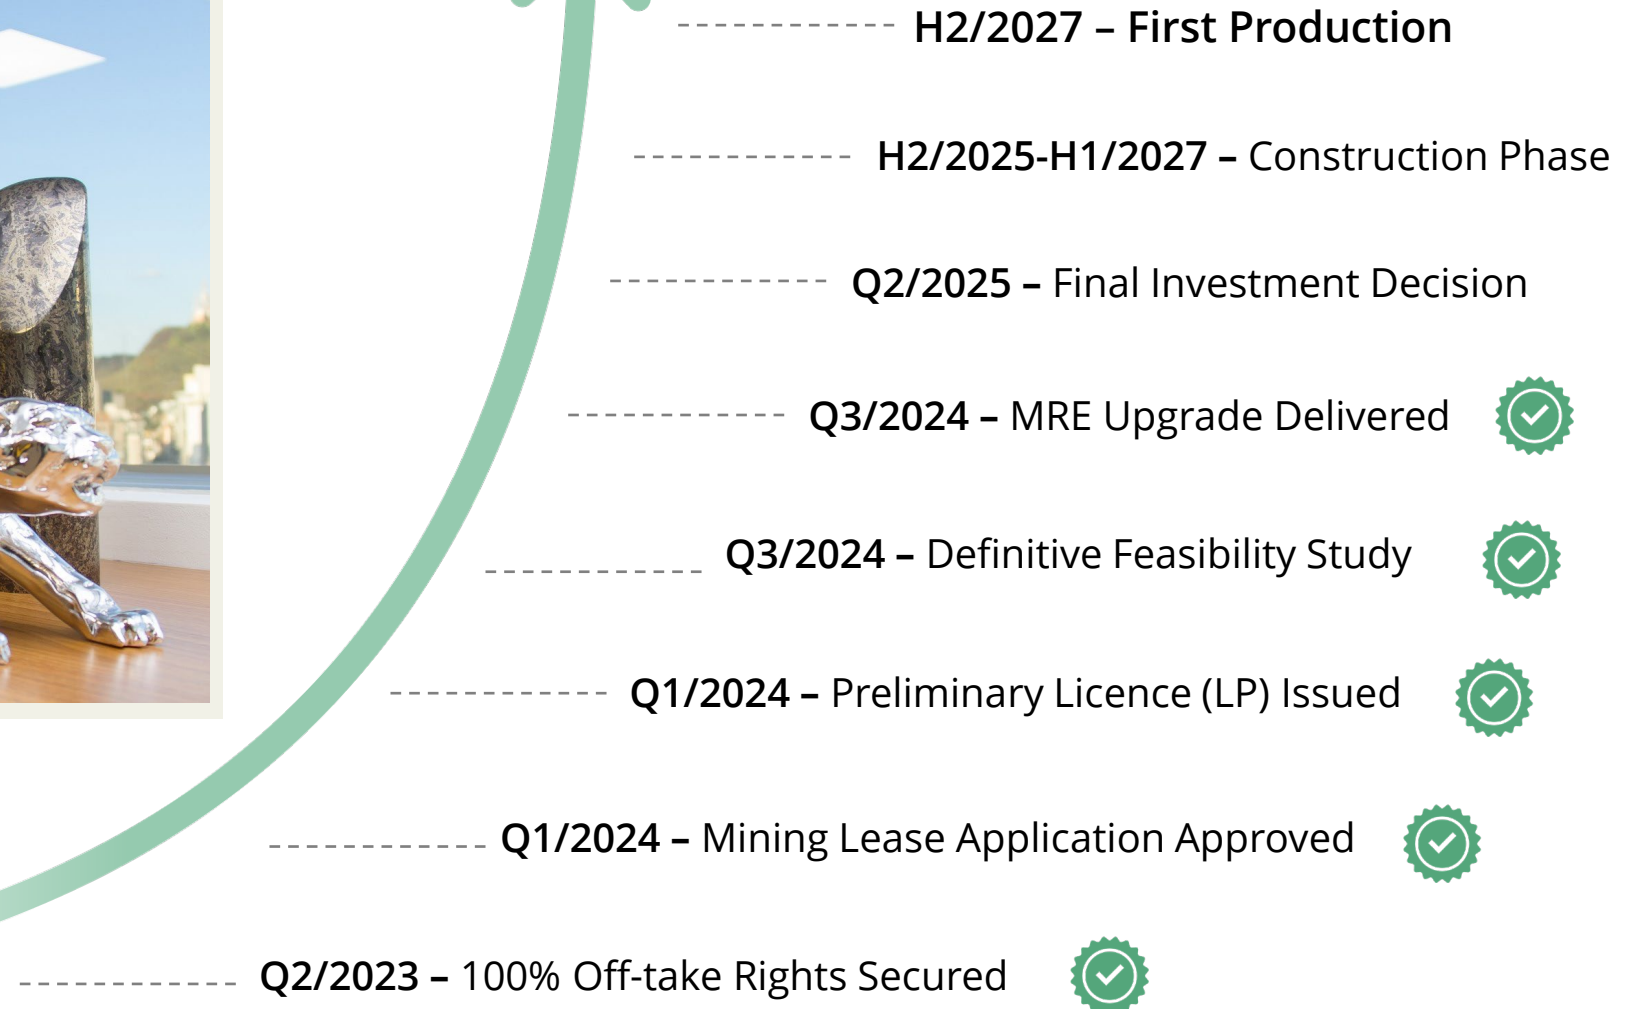 H2/2027 – First Production
H2/2025-H1/2027 – Construction Phase
Q2/2025 – Final Investment Decision
Q3/2024 – MRE Upgrade Delivered
Q3/2024 – Definitive Feasibility Study
Q1/2024 – Preliminary Licence (LP) Issued
Q1/2024 – Mining Lease Application Approved
Q2/2023 – 100% Off-take Rights Secured